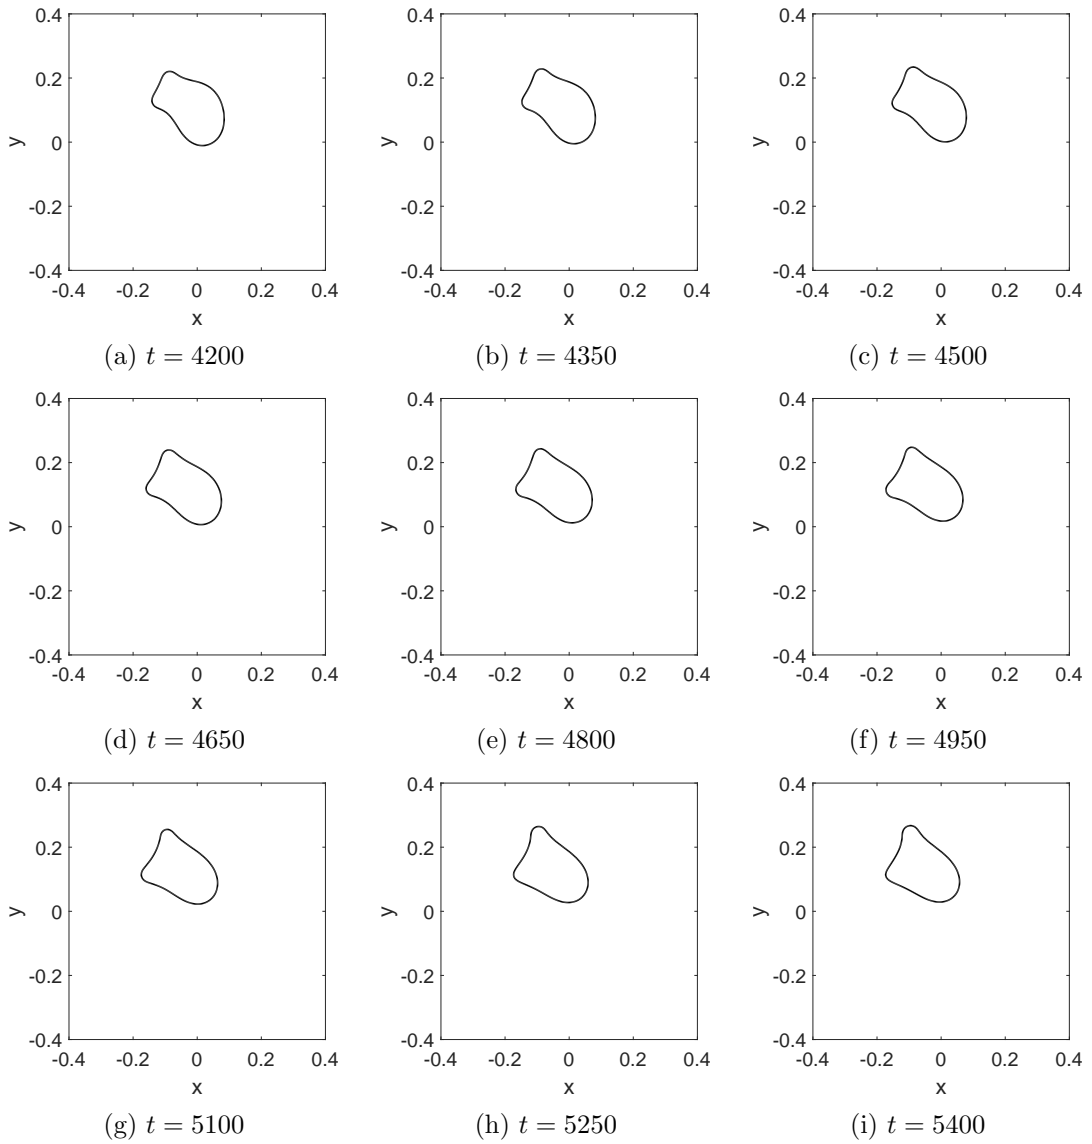 0.4 0.4 0.4
0.2 0.2 0.2
y 0 y 0 y 0
-0.2 -0.2 -0.2
-0.4 -0.4 -0.4
-0.4 -0.2 0 0.2 0.4 -0.4 -0.2 0 0.2 0.4 -0.4 -0.2 0 0.2 0.4
x x x
(a) t = 4200 (b) t = 4350 (c) t = 4500
0.4 0.4 0.4
0.2 0.2 0.2
y 0 y 0 y 0
-0.2 -0.2 -0.2
-0.4 -0.4 -0.4
-0.4 -0.2 0 0.2 0.4 -0.4 -0.2 0 0.2 0.4 -0.4 -0.2 0 0.2 0.4
x x x
(d) t = 4650 (e) t = 4800 (f) t = 4950
0.4 0.4 0.4
0.2 0.2 0.2
y 0 y 0 y 0
-0.2 -0.2 -0.2
-0.4 -0.4 -0.4
-0.4 -0.2 0 0.2 0.4 -0.4 -0.2 0 0.2 0.4 -0.4 -0.2 0 0.2 0.4
x x x
(g) t = 5100 (h) t = 5250 (i) t = 5400